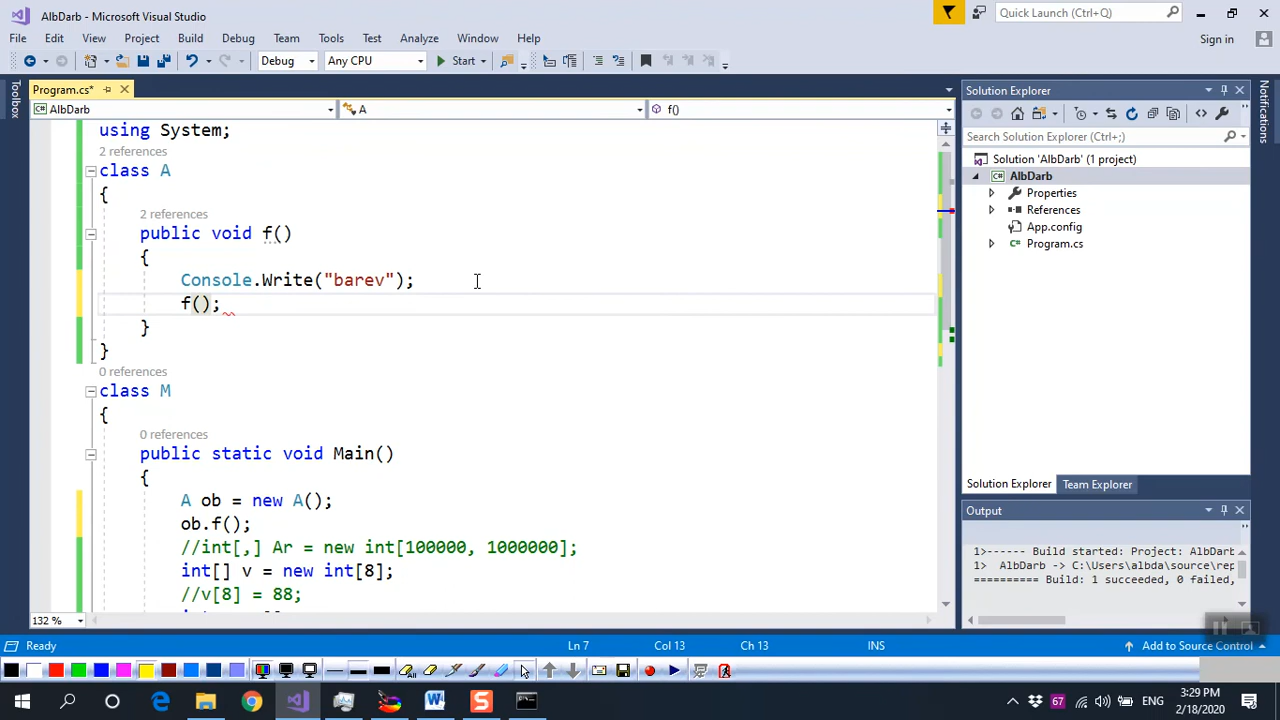 AlbDarb - Microsoft Visual Studio
Quick Launch (Ctrl+Q)
File Edit View Project Build Debug Team Tools Test Analyze Window Help
Sign in
Debug Any CPU Start
Toolbox
Program.cs*
AlbDarb A f()
using System;
2 references
class A
{
2 references
public void f()
{
Console.Write("barev");
f();
}
}
0 references
class M
{
0 references
public static void Main()
{
A ob = new A();
ob.f();
//int[,] Ar = new int[100000, 1000000];
int[] v = new int[8];
//v[8] = 88;
132 %
Solution Explorer
Search Solution Explorer (Ctrl+;)
Solution 'AlbDarb' (1 project)
AlbDarb
Properties
References
App.config
Program.cs
Solution Explorer Team Explorer
Output
1>------ Build started: Project: AlbDarb
1> AlbDarb -> C:\Users\albda\source\rep
========== Build: 1 succeeded, 0 failed,
Notifications
Ready Ln 7 Col 13 Ch 13 INS Add to Source Control
67 ENG 3:29 PM
2/18/2020